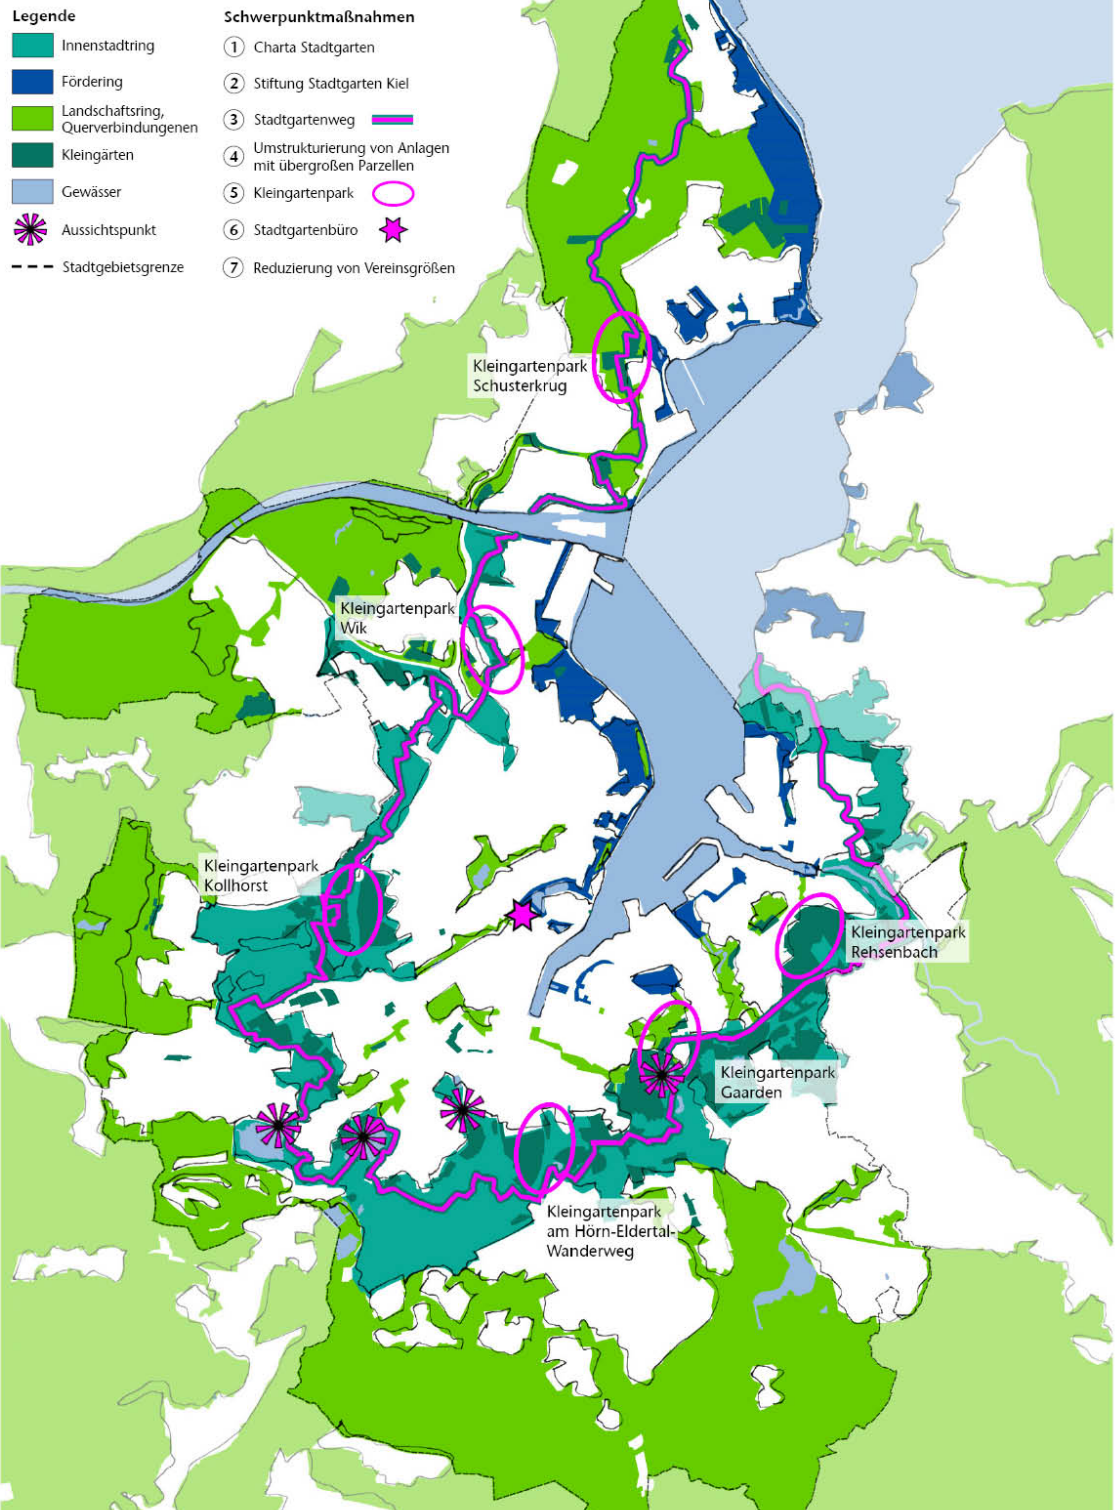 Legende
Innenstadtring
Fördering
Landschaftsring,
Querverbindungenen
Kleingärten
Gewässer
Aussichtspunkt
Stadtgebietsgrenze
Schwerpunktmaßnahmen
1 Charta Stadtgarten
2 Stiftung Stadtgarten Kiel
3 Stadtgartenweg
4 Umstrukturierung von Anlagen
mit übergroßen Parzellen
5 Kleingartenpark
6 Stadtgartenbüro
7 Reduzierung von Vereinsgrößen
Kleingartenpark
Schusterkrug
Kleingartenpark
Wik
Kleingartenpark
Kollhorst
Kleingartenpark
Rehsenbach
Kleingartenpark
Gaarden
Kleingartenpark
am Hörn-Eldertal-
Wanderweg